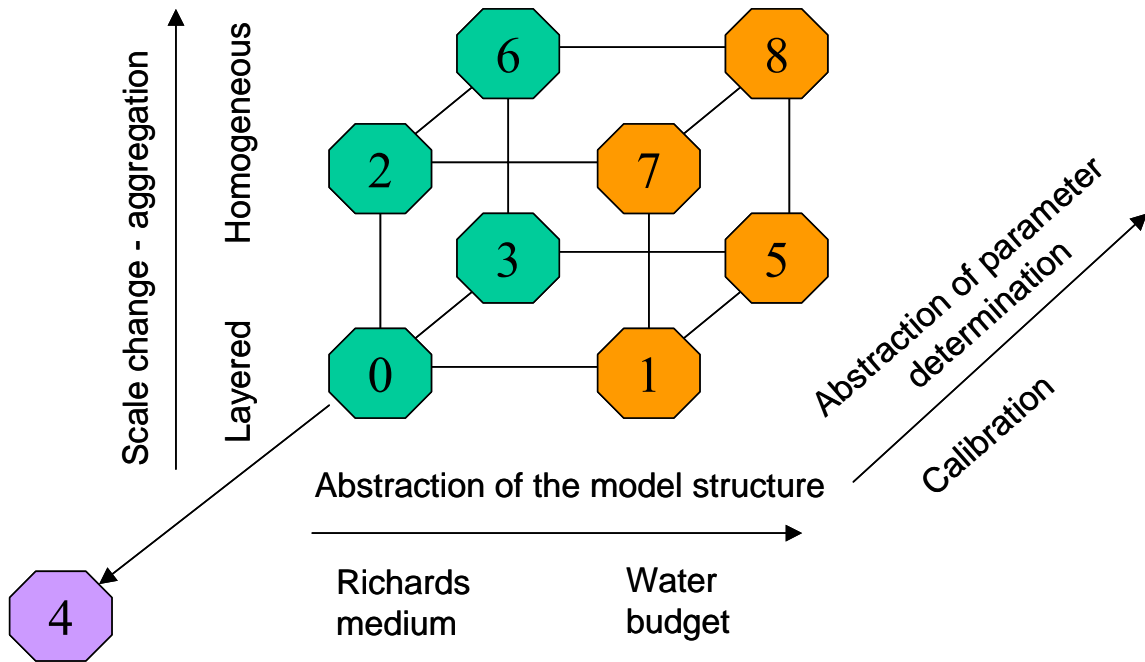 Scale change - aggregation
Homogeneous
Layered
6
8
2
7
3
5
0
1
4
Abstraction of the model structure
Richards
medium
Water
budget
Abstraction of parameter
determination
Calibration